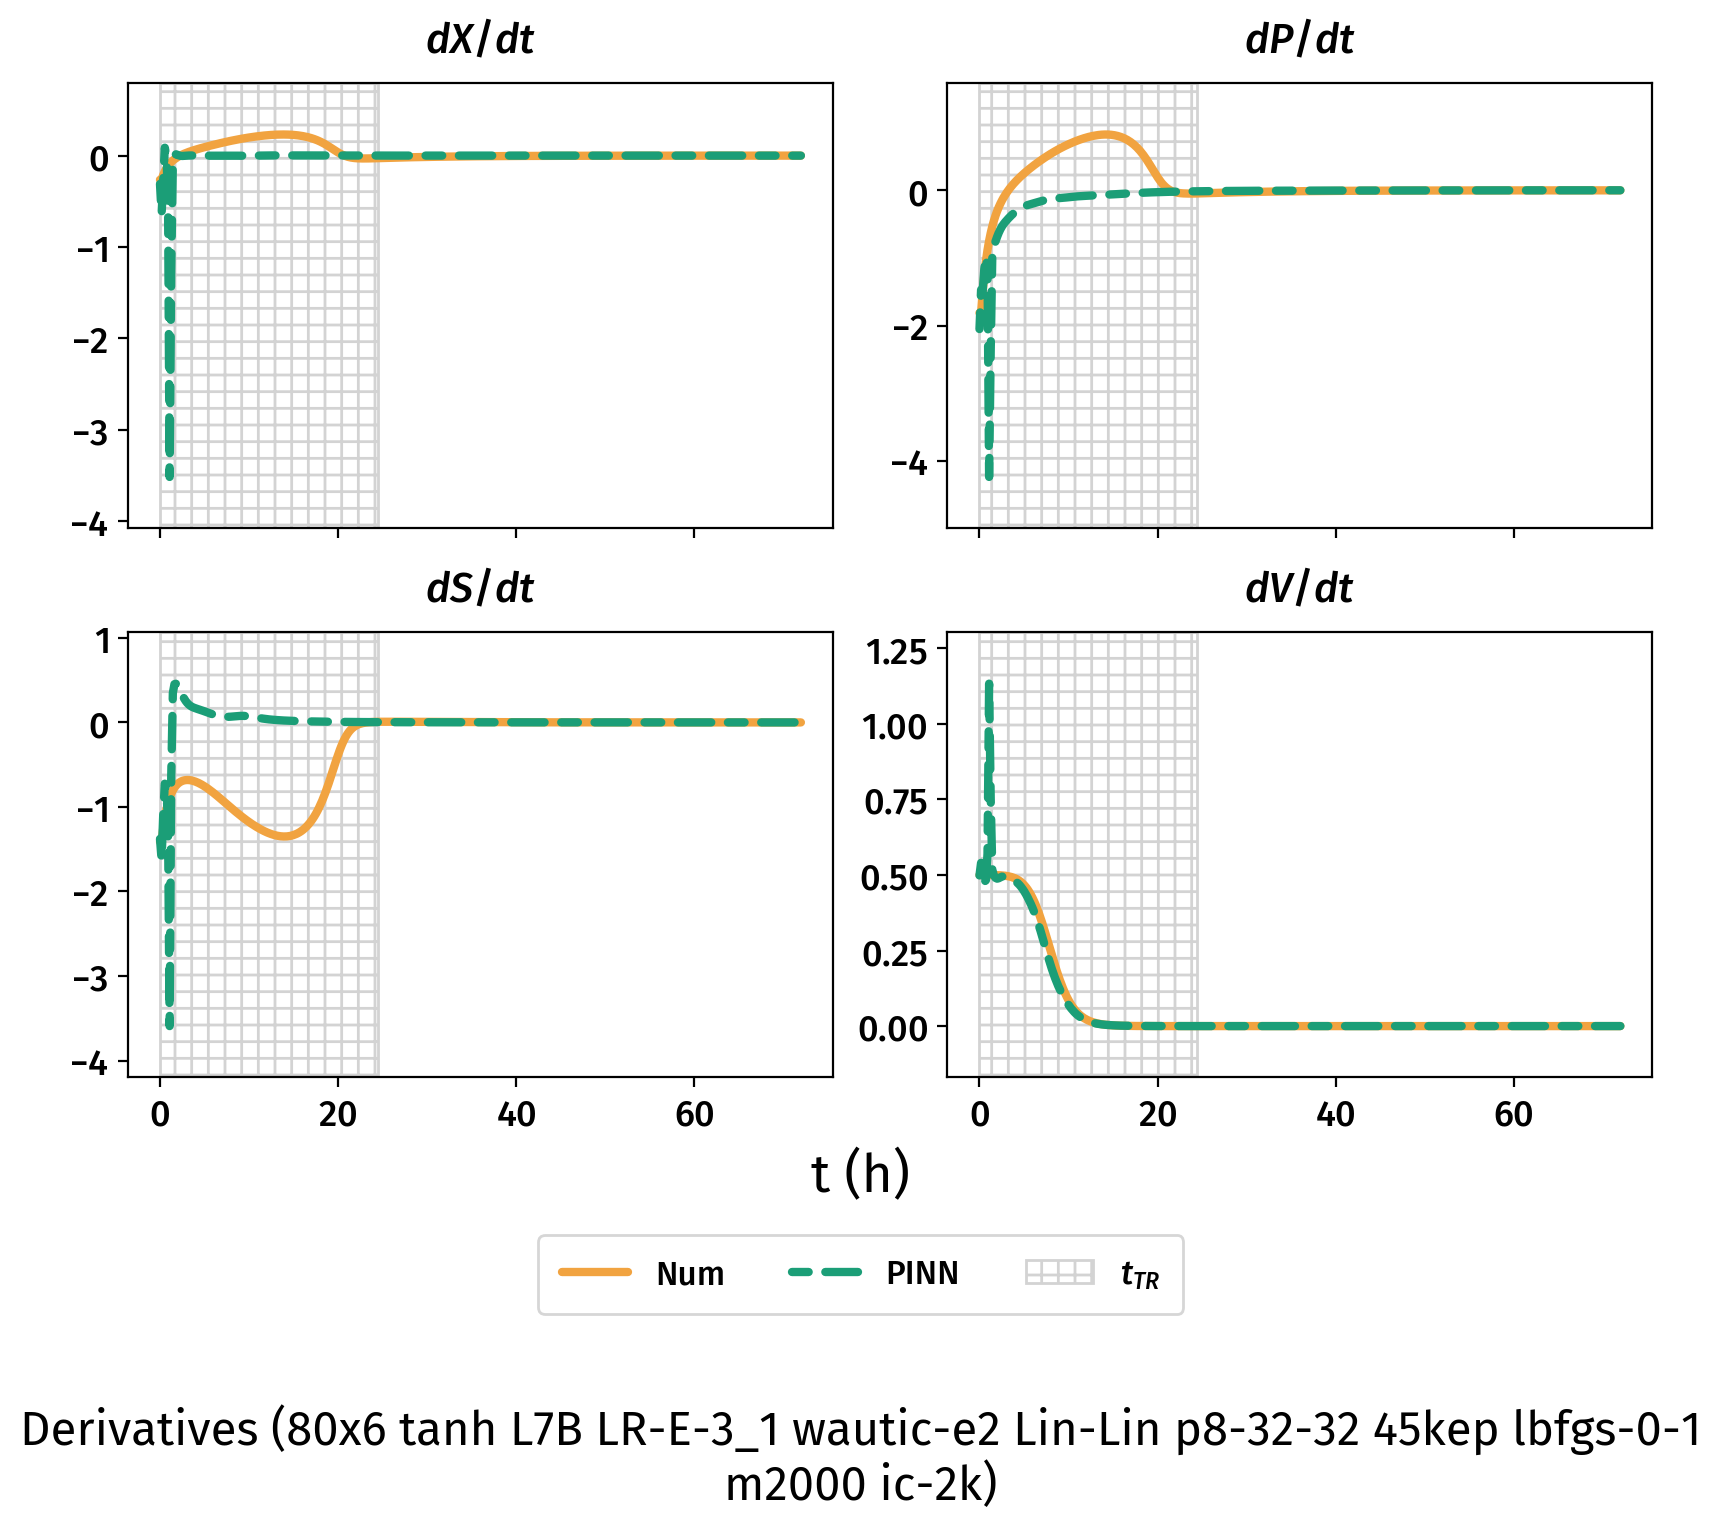 dX/dt
dP/dt
0
−1
−2
−3
−4
0
−2
−4
dS/dt
dV/dt
1
0
−1
−2
−3
−4
1.25
1.00
0.75
0.50
0.25
0.00
0 20 40 60
0 20 40 60
t (h)
Num PINN tTR
Derivatives (80x6 tanh L7B LR-E-3_1 wautic-e2 Lin-Lin p8-32-32 45kep lbfgs-0-1
m2000 ic-2k)